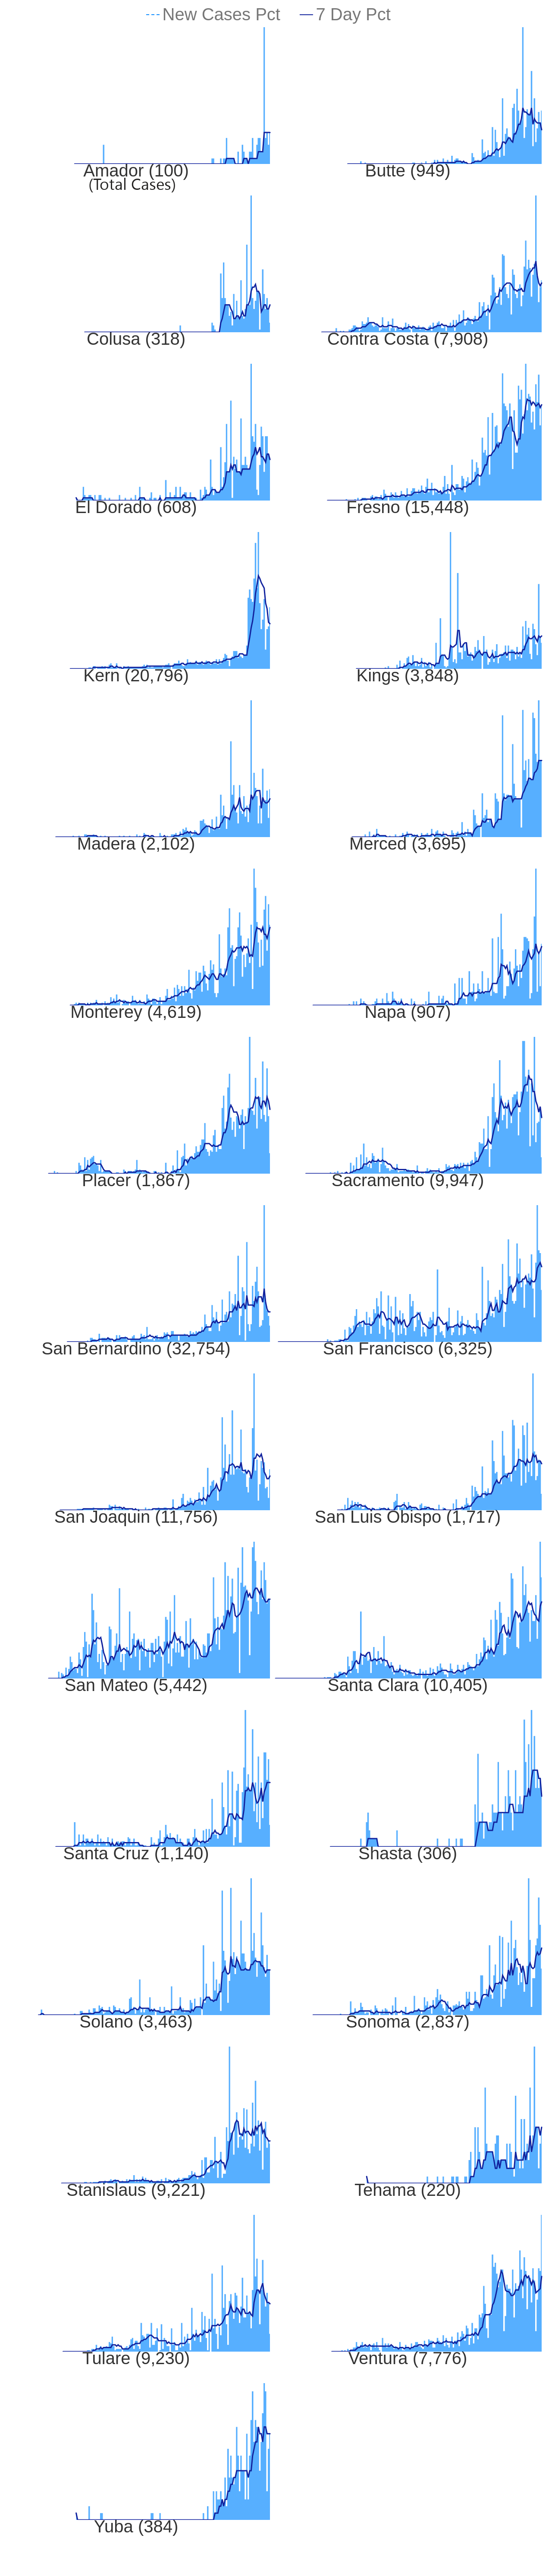 New Cases Pct 7 Day Pct
Amador (100) Butte (949)
(Total Cases)
Colusa (318) Contra Costa (7,908)
El Dorado (608) Fresno (15,448)
Kern (20,796) Kings (3,848)
Madera (2,102) Merced (3,695)
Monterey (4,619) Napa (907)
Placer (1,867) Sacramento (9,947)
San Bernardino (32,754) San Francisco (6,325)
San Joaquin (11,756) San Luis Obispo (1,717)
San Mateo (5,442) Santa Clara (10,405)
Santa Cruz (1,140) Shasta (306)
Solano (3,463) Sonoma (2,837)
Stanislaus (9,221) Tehama (220)
Tulare (9,230) Ventura (7,776)
Yuba (384)